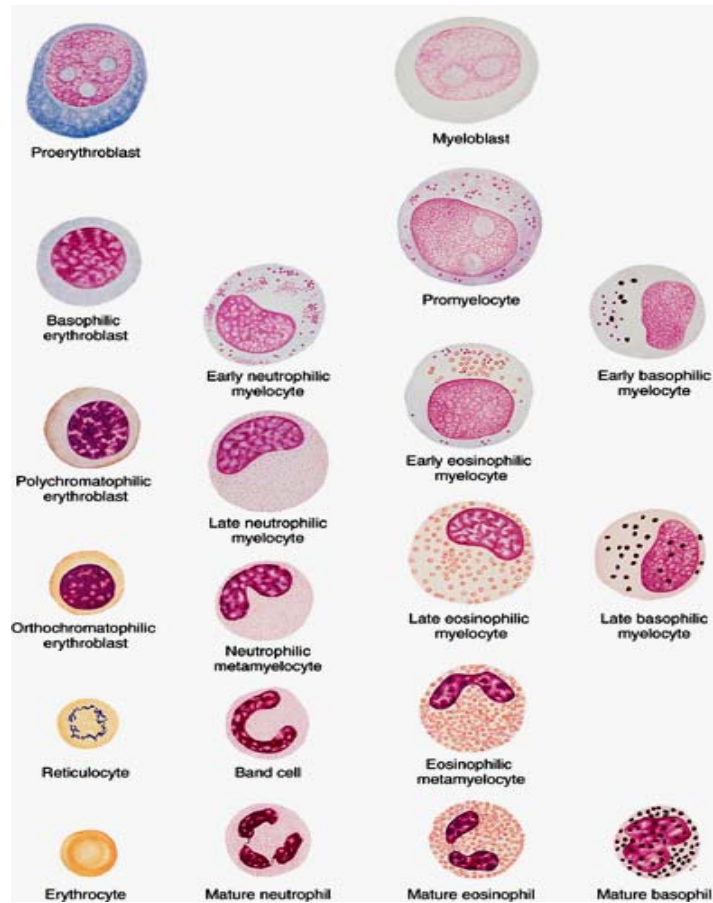 Proerythroblast
Myeloblast
Basophilic
erythroblast
Early neutrophilic
myelocyte
Promyelocyte
Early basophilic
myelocyte
Polychromatophilic
erythroblast
Late neutrophilic
myelocyte
Early eosinophilic
myelocyte
Orthochromatophilic
erythroblast
Neutrophilic
metamyelocyte
Late eosinophilic
myelocyte
Late basophilic
myelocyte
Reticulocyte
Band cell
Eosinophilic
metamyelocyte
Erythrocyte
Mature neutrophil
Mature eosinophil
Mature basophil